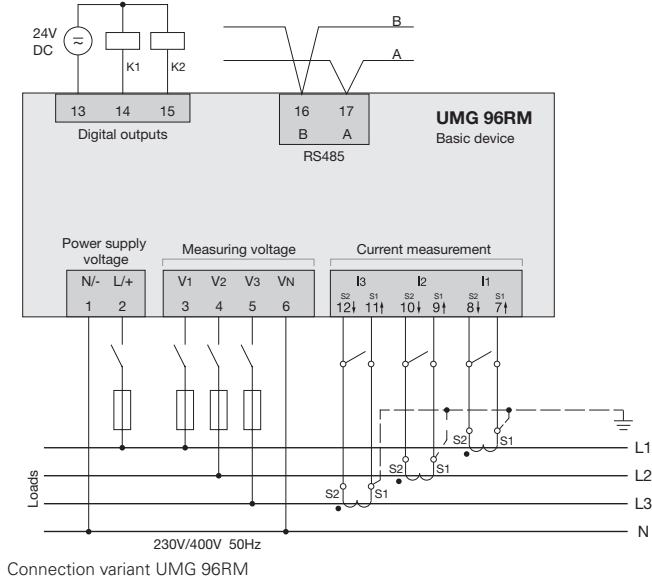 24V
DC
K1
K2
B
A
13 14 15
Digital outputs
16 17
B A
RS485
UMG 96RM
Basic device
Power supply
voltage
Measuring voltage
Current measurement
N/- L/+
V1 V2 V3 VN
I3 I2 I1
S2 S1 S2 S1 S2 S1
1 2
3 4 5 6
12 11 10 9 8 7
S2 S1
S2 S1
S2 S1
L1
L2
L3
N
Loads
230V/400V 50Hz
Connection variant UMG 96RM